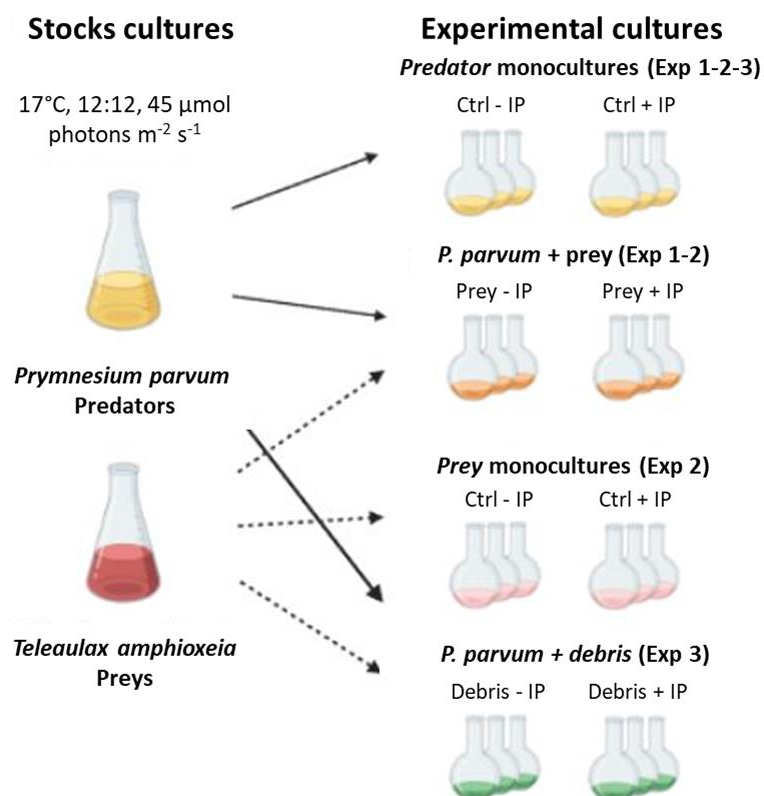 Stocks cultures
17°C, 12:12, 45 µmol
photons m-2 s-1
Prymnesium parvum
Predators
Teleaulax amphioxeia
Preys
Experimental cultures
Predator monocultures (Exp 1-2-3)
Ctrl - IP
Ctrl + IP
P. parvum + prey (Exp 1-2)
Prey - IP
Prey + IP
Prey monocultures (Exp 2)
Ctrl - IP
Ctrl + IP
P. parvum + debris (Exp 3)
Debris - IP
Debris + IP